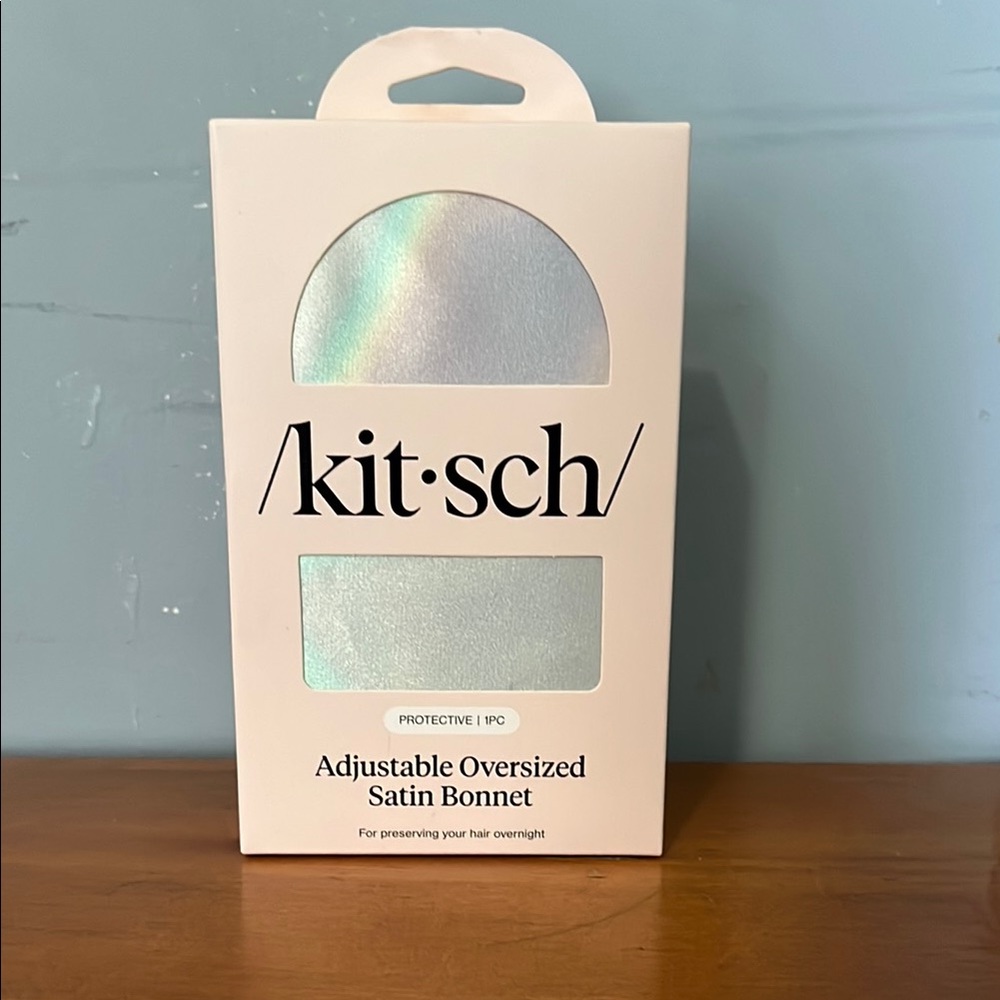 /kit·sch/
PROTECTIVE | 1PC
Adjustable Oversized
Satin Bonnet
For preserving your hair overnight